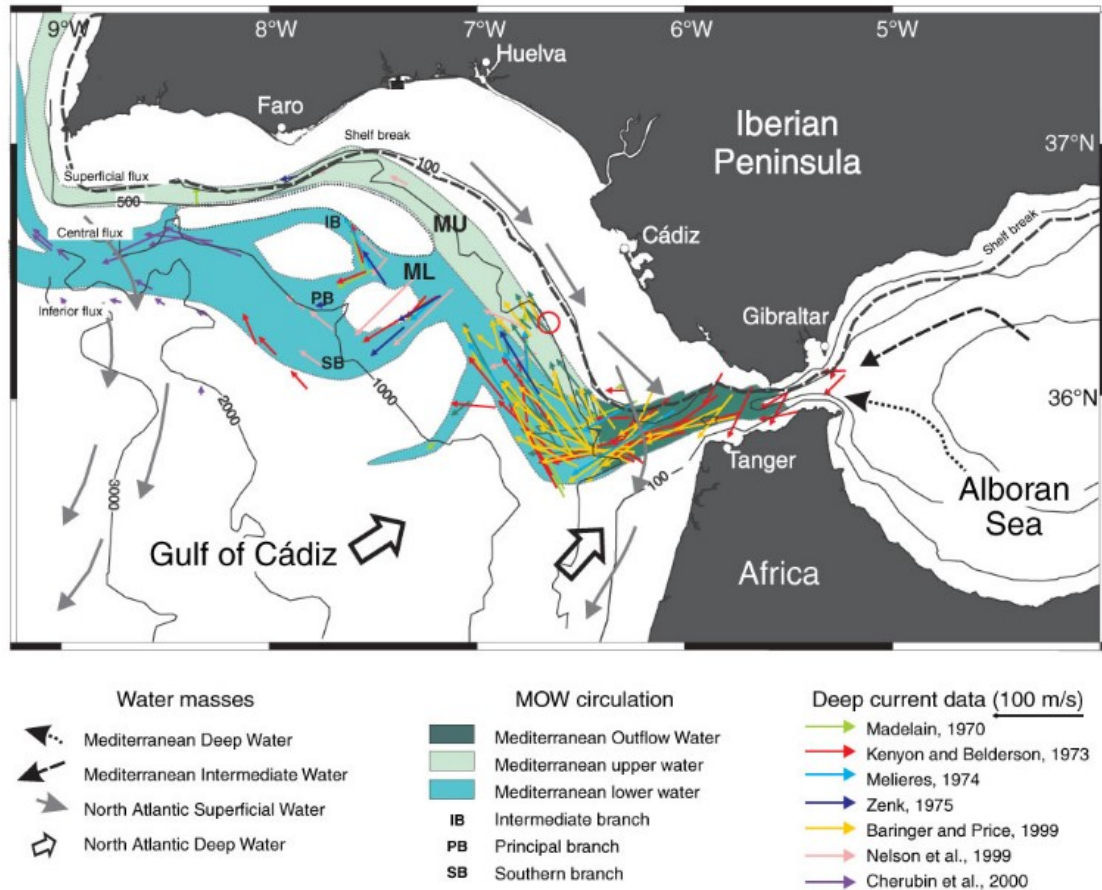 9°W
8°W
7°W
6°W
5°W
Huelva
Faro
Iberian
Peninsula
37°N
Shelf break
100
Superficial flux
500
MU
Shelf break
Cádiz
Central flux
IB
ML
Gibraltar
PB
Inferior flux
SB
1000
2000
36°N
Tanger
100
3000
Alboran
Sea
Gulf of Cádiz
Africa
Water masses
Mediterranean Deep Water
Mediterranean Intermediate Water
North Atlantic Superficial Water
North Atlantic Deep Water
MOW circulation
Mediterranean Outflow Water
Mediterranean upper water
Mediterranean lower water
IB Intermediate branch
PB Principal branch
SB Southern branch
Deep current data (100 m/s)
Madelain, 1970
Kenyon and Belderson, 1973
Melieres, 1974
Zenk, 1975
Baringer and Price, 1999
Nelson et al., 1999
Cherubin et al., 2000